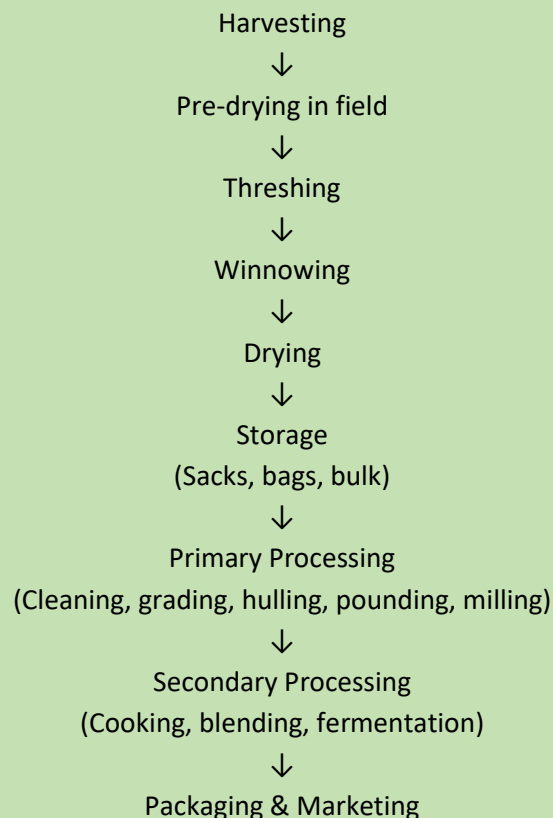 Harvesting
↓
Pre-drying in field
↓
Threshing
↓
Winnowing
↓
Drying
↓
Storage
(Sacks, bags, bulk)
↓
Primary Processing
(Cleaning, grading, hulling, pounding, milling)
↓
Secondary Processing
(Cooking, blending, fermentation)
↓
Packaging & Marketing